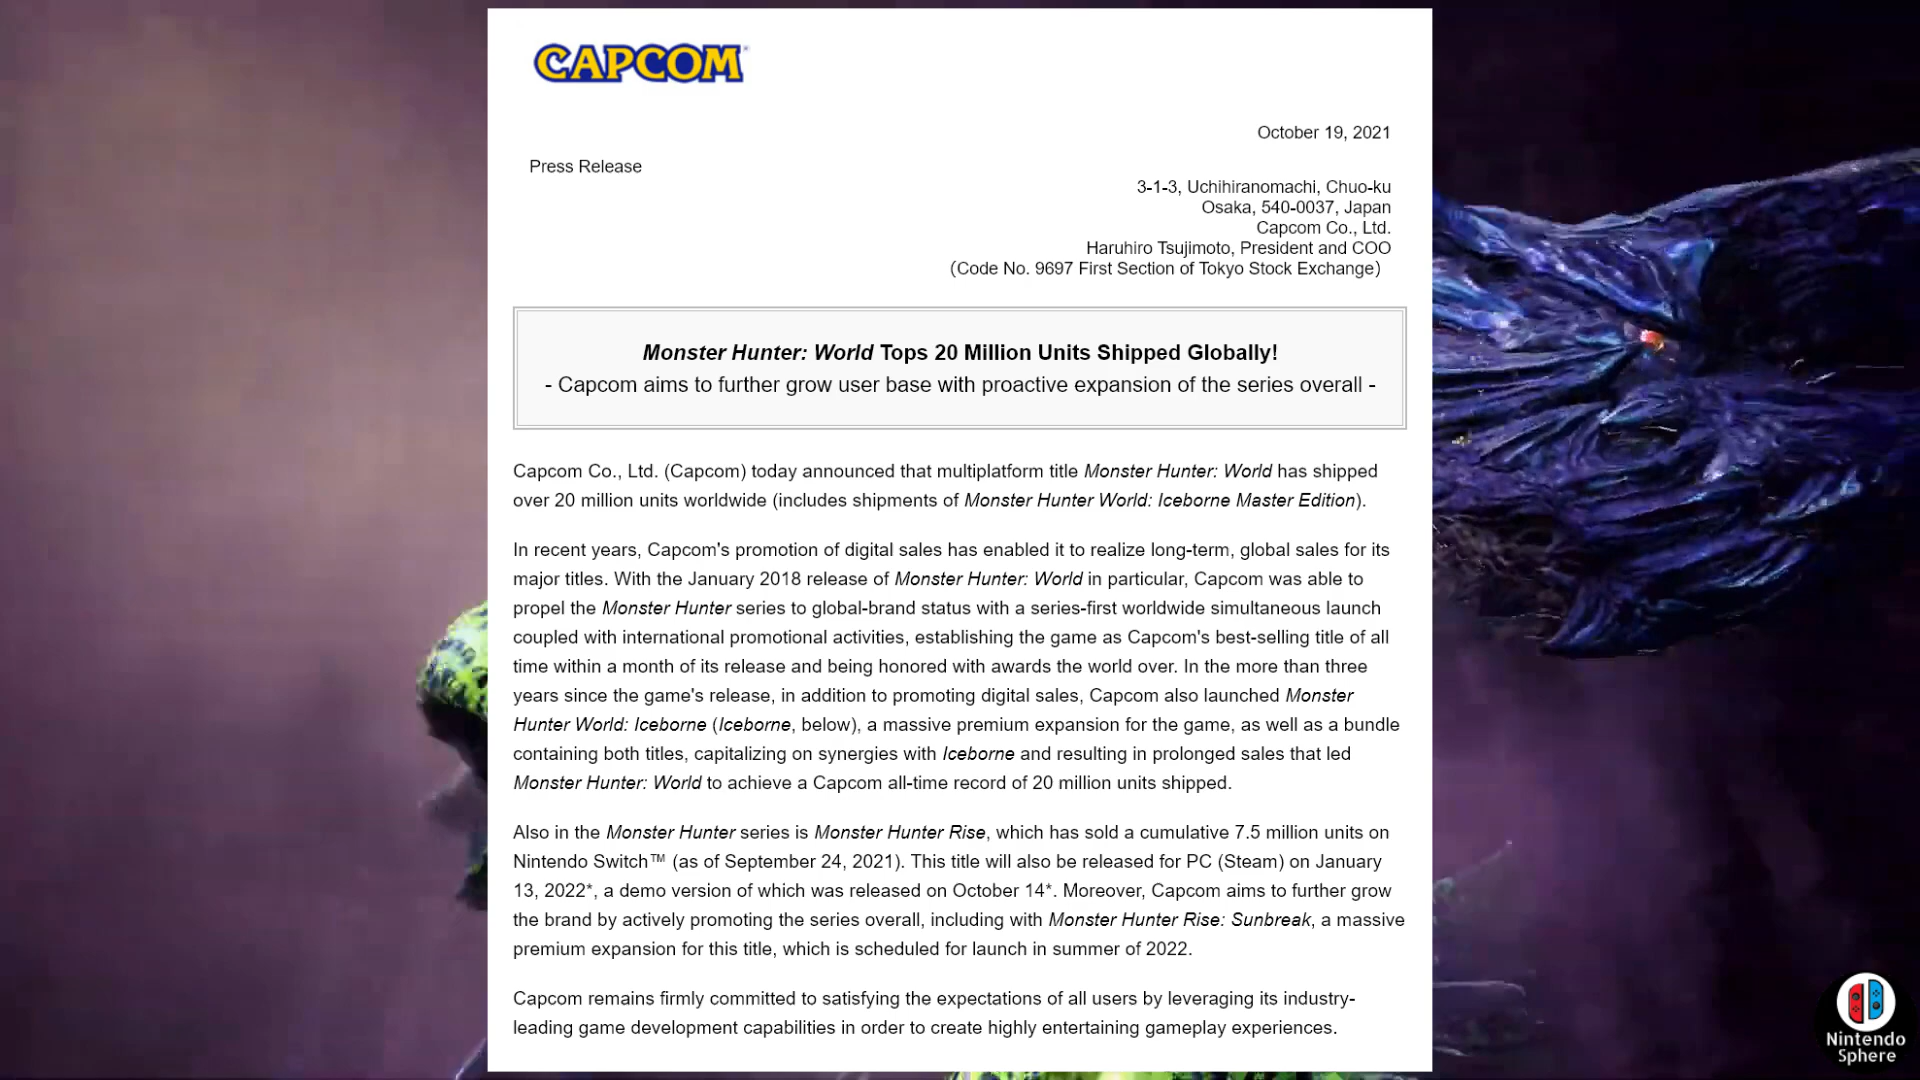 CAPCOM
October 19, 2021
Press Release
3-1-3, Uchihiranomachi, Chuo-ku
Osaka, 540-0037, Japan
Capcom Co., Ltd.
Haruhiro Tsujimoto, President and COO
(Code No. 9697 First Section of Tokyo Stock Exchange)
Monster Hunter: World Tops 20 Million Units Shipped Globally!
- Capcom aims to further grow user base with proactive expansion of the series overall -
Capcom Co., Ltd. (Capcom) today announced that multiplatform title Monster Hunter: World has shipped
over 20 million units worldwide (includes shipments of Monster Hunter World: Iceborne Master Edition).
In recent years, Capcom's promotion of digital sales has enabled it to realize long-term, global sales for its
major titles. With the January 2018 release of Monster Hunter: World in particular, Capcom was able to
propel the Monster Hunter series to global-brand status with a series-first worldwide simultaneous launch
coupled with international promotional activities, establishing the game as Capcom's best-selling title of all
time within a month of its release and being honored with awards the world over. In the more than three
years since the game's release, in addition to promoting digital sales, Capcom also launched Monster
Hunter World: Iceborne (Iceborne, below), a massive premium expansion for the game, as well as a bundle
containing both titles, capitalizing on synergies with Iceborne and resulting in prolonged sales that led
Monster Hunter: World to achieve a Capcom all-time record of 20 million units shipped.
Also in the Monster Hunter series is Monster Hunter Rise, which has sold a cumulative 7.5 million units on
Nintendo Switch™ (as of September 24, 2021). This title will also be released for PC (Steam) on January
13, 2022*, a demo version of which was released on October 14*. Moreover, Capcom aims to further grow
the brand by actively promoting the series overall, including with Monster Hunter Rise: Sunbreak, a massive
premium expansion for this title, which is scheduled for launch in summer of 2022.
Capcom remains firmly committed to satisfying the expectations of all users by leveraging its industry-
leading game development capabilities in order to create highly entertaining gameplay experiences.
Nintendo
Sphere